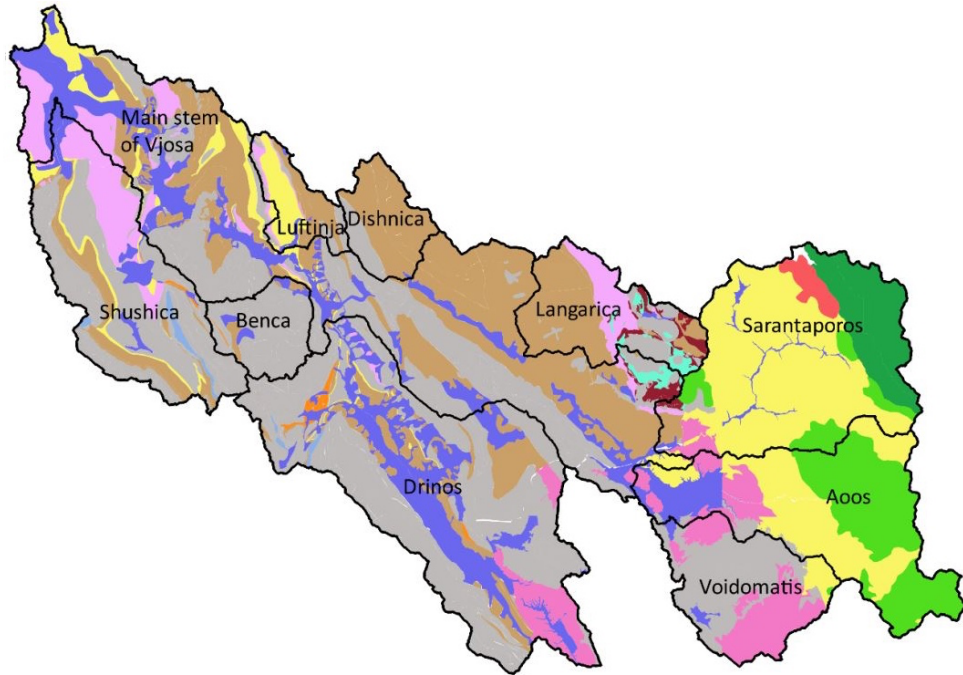 Main stem
of Vjosa
Luftinja
Dishnica
Shushica
Benca
Langarica
Sarantaporos
Drinos
Aoos
Voidomatis